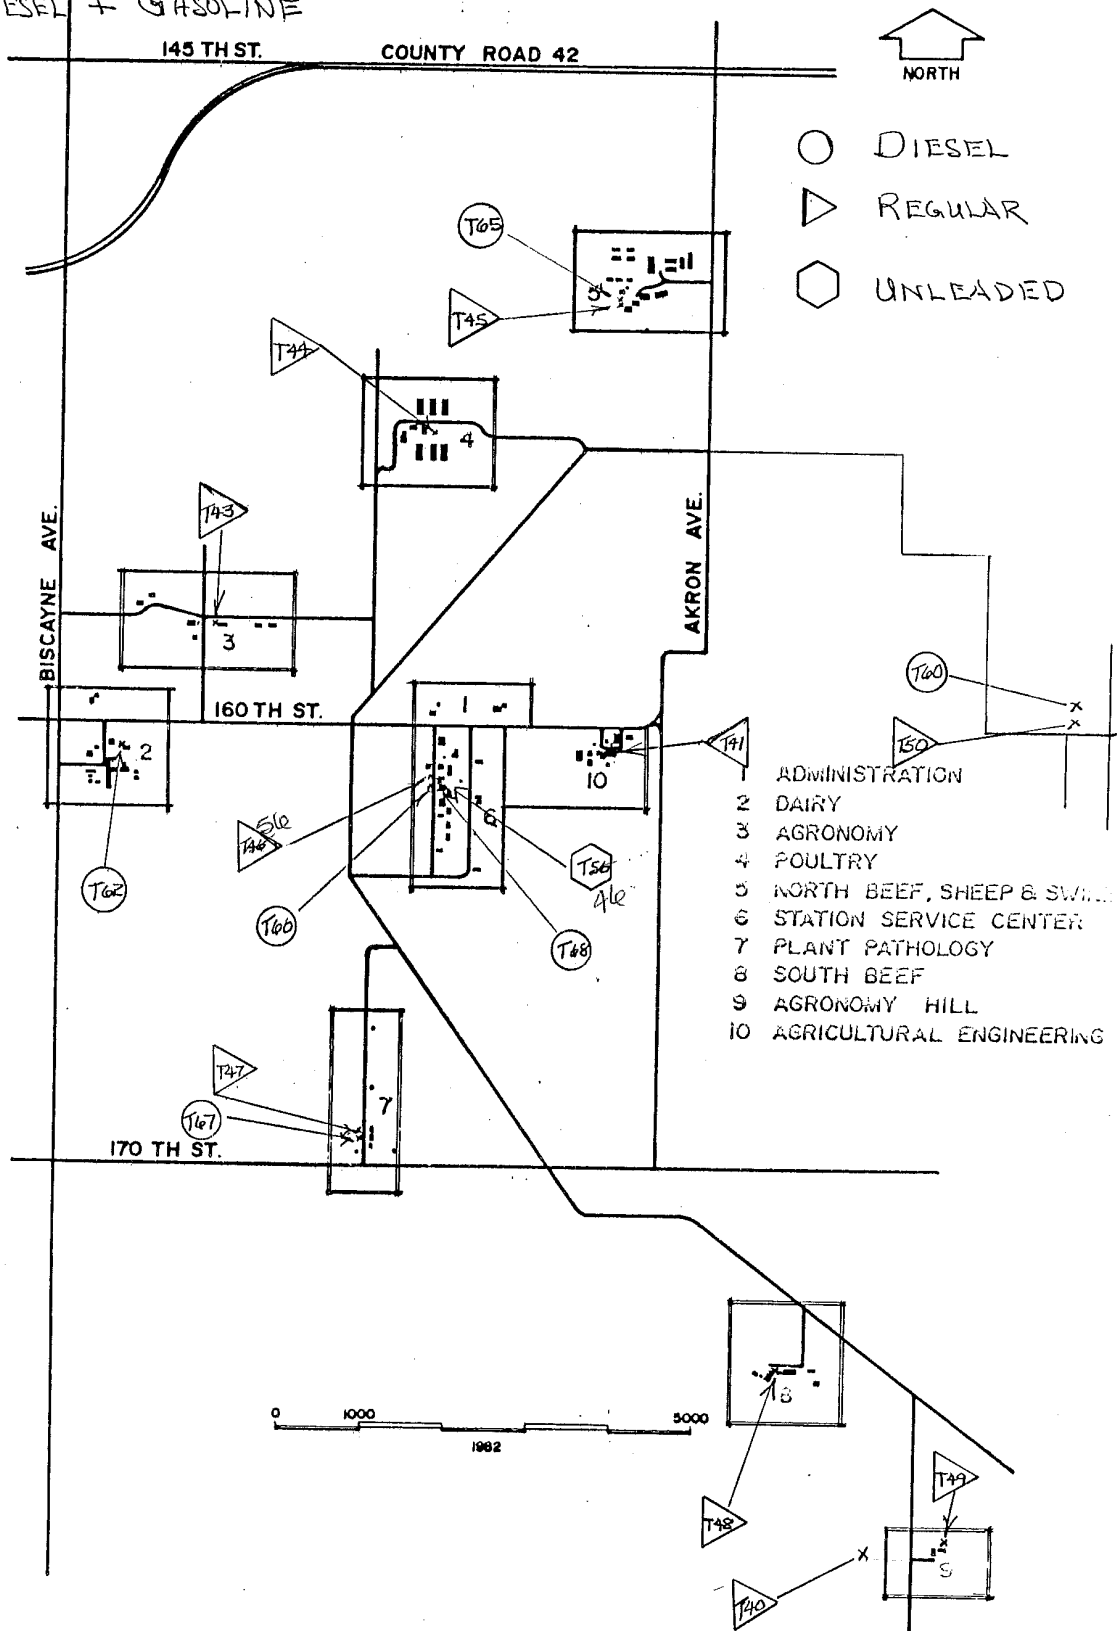 ESEL + GASOLINE
145 TH ST.
COUNTY ROAD 42
NORTH
DIESEL
REGULAR
UNLEADED
T65
5
T45
T44
4
T43
BISCAYNE AVE.
AKRON AVE.
3
T60
160 TH ST.
1
T41
T50
2
10
1 ADMINISTRATION
2 DAIRY
3 AGRONOMY
4 POULTRY
5 NORTH BEEF, SHEEP &
6 STATION SERVICE CENTER
7 PLANT PATHOLOGY
8 SOUTH BEEF
9 AGRONOMY HILL
10 AGRICULTURAL ENGINEERING
6
T46 56
T56
46
T62
T66
T68
T47
7
T67
170 TH ST.
8
0 1000 5000
1982
T49
T48
9
T40